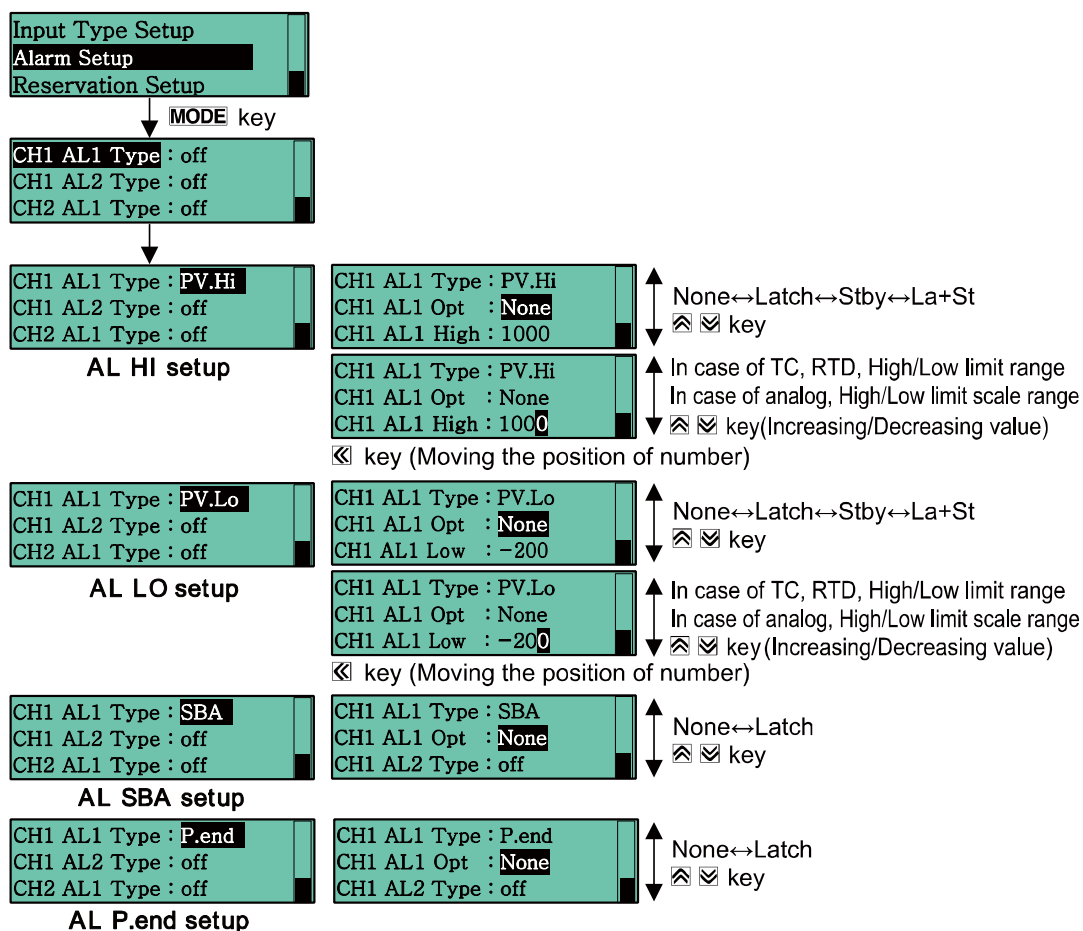 Input Type Setup
Alarm Setup
Reservation Setup
MODE key
CH1 AL1 Type : off
CH1 AL2 Type : off
CH2 AL1 Type : off
CH1 AL1 Type : PV.Hi
CH1 AL2 Type : off
CH2 AL1 Type : off
AL HI setup
CH1 AL1 Type : PV.Hi
CH1 AL1 Opt : None
CH1 AL1 High : 1000
None↔Latch↔Stby↔La+St
key
CH1 AL1 Type : PV.Hi
CH1 AL1 Opt : None
CH1 AL1 High : 1000
In case of TC, RTD, High/Low limit range
In case of analog, High/Low limit scale range
key(Increasing/Decreasing value)
key (Moving the position of number)
CH1 AL1 Type : PV.Lo
CH1 AL2 Type : off
CH2 AL1 Type : off
AL LO setup
CH1 AL1 Type : PV.Lo
CH1 AL1 Opt : None
CH1 AL1 Low : -200
None↔Latch↔Stby↔La+St
key
CH1 AL1 Type : PV.Lo
CH1 AL1 Opt : None
CH1 AL1 Low : -200
In case of TC, RTD, High/Low limit range
In case of analog, High/Low limit scale range
key(Increasing/Decreasing value)
key (Moving the position of number)
CH1 AL1 Type : SBA
CH1 AL2 Type : off
CH2 AL1 Type : off
AL SBA setup
CH1 AL1 Type : SBA
CH1 AL1 Opt : None
CH1 AL2 Type : off
None↔Latch
key
CH1 AL1 Type : P.end
CH1 AL2 Type : off
CH2 AL1 Type : off
AL P.end setup
CH1 AL1 Type : P.end
CH1 AL1 Opt : None
CH1 AL2 Type : off
None↔Latch
key